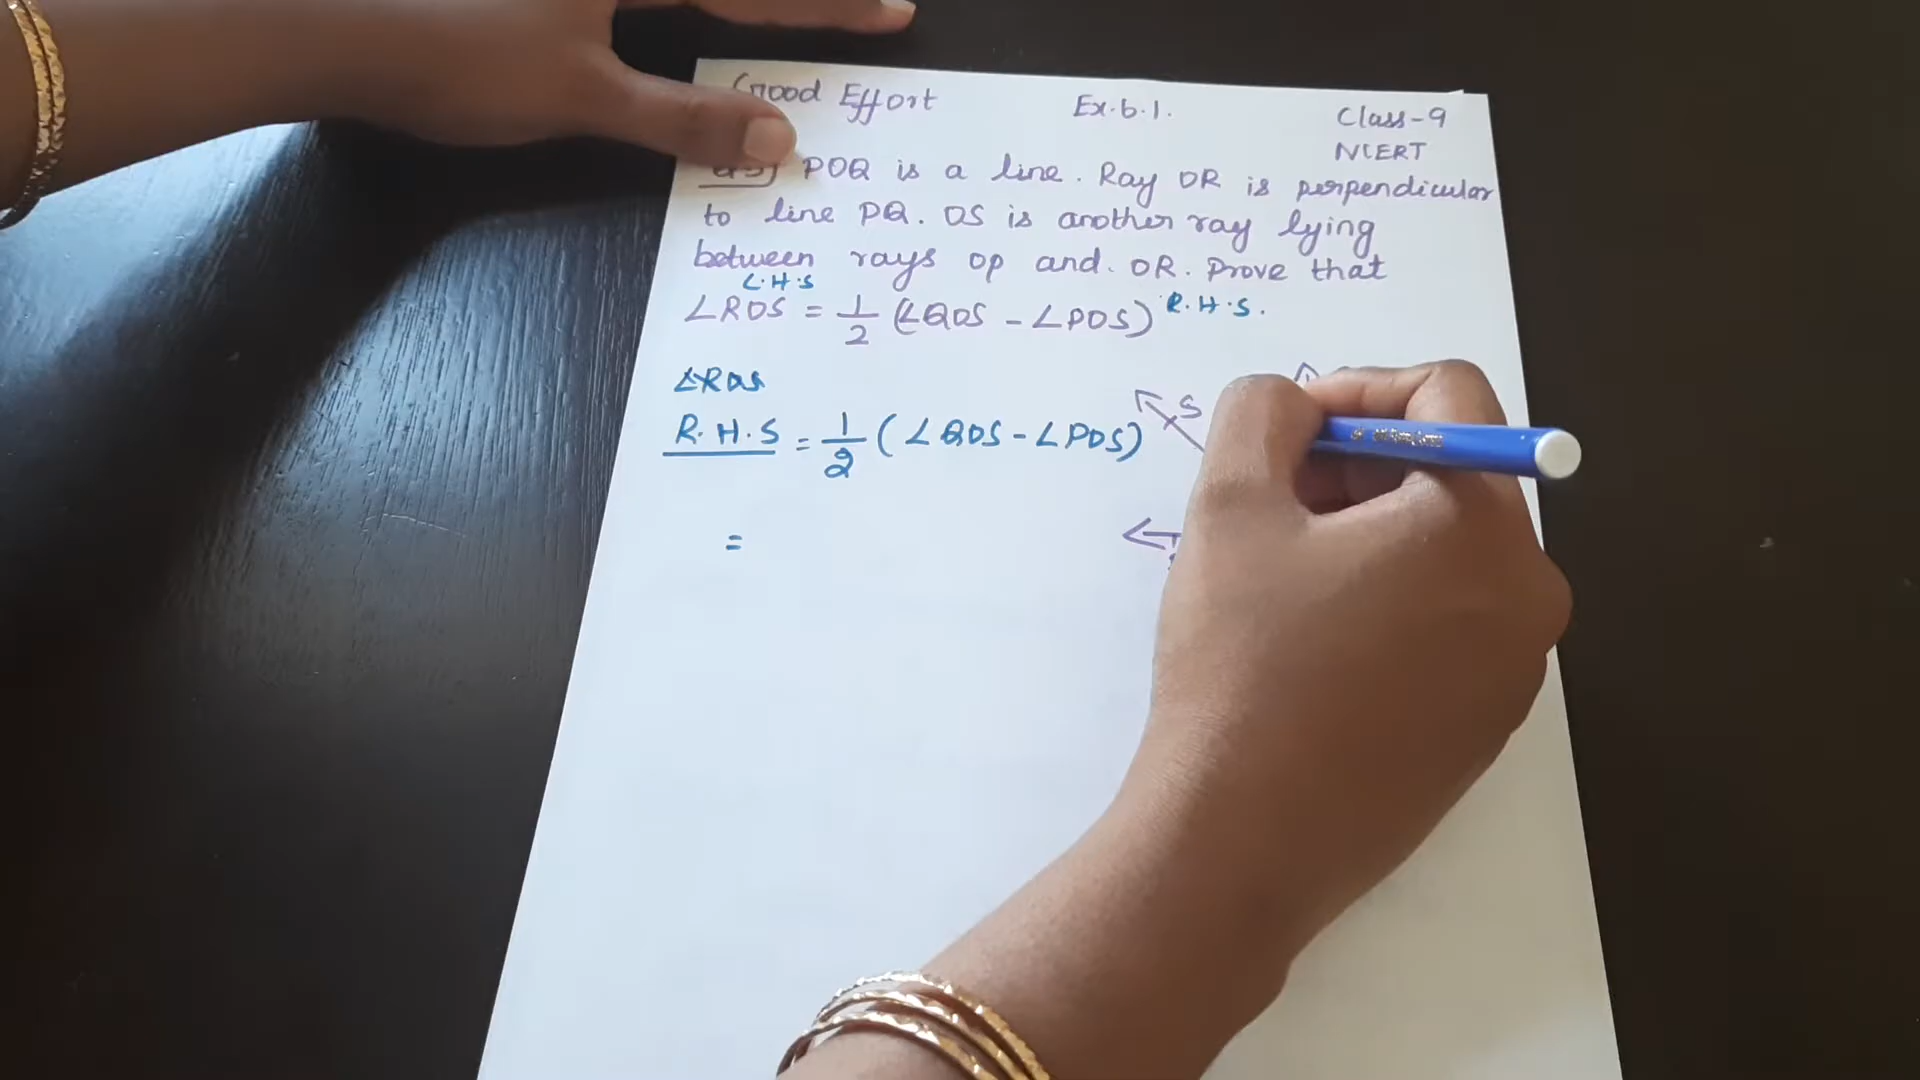 Good Effort Ex.6.1. Class-9
NCERT
POQ is a line. Ray OR is perpendicular
to line PQ. OS is another ray lying
between rays OP and. OR. Prove that
L.H.S
∠ROS = 1/2 (∠QOS - ∠POS) R.H.S.
R.H.S = 1/2 (∠QOS - ∠POS)
S
=